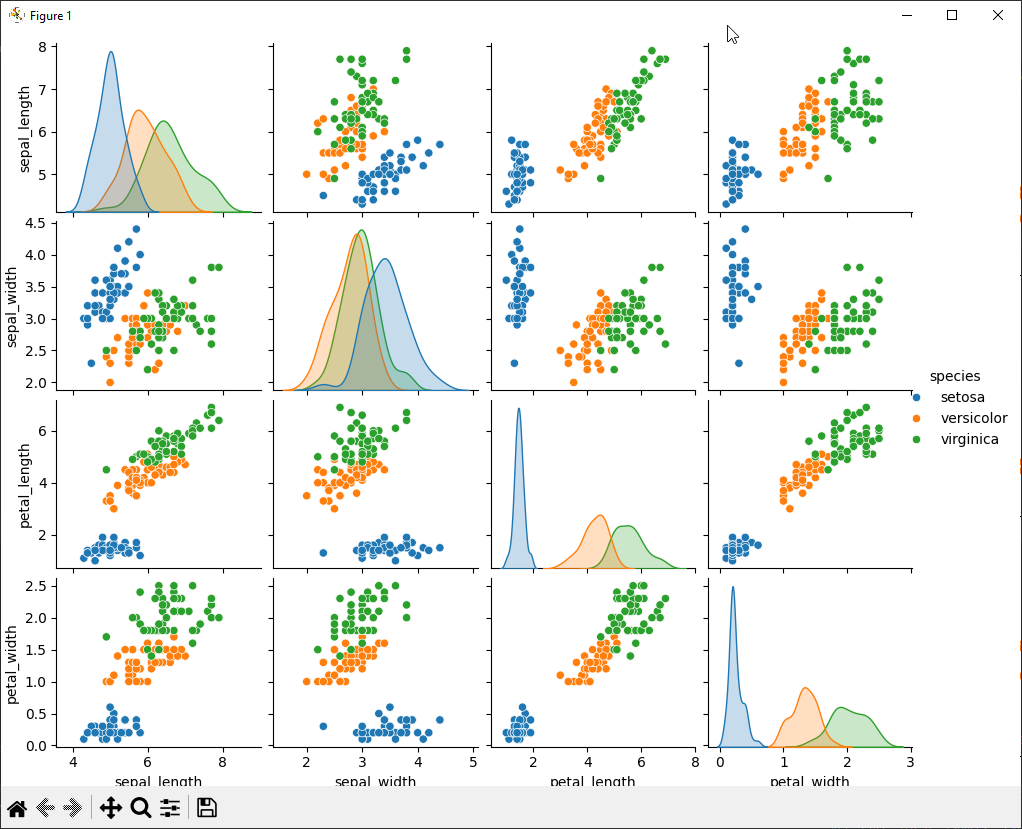 Figure 1
8
7
6
5
sepal_length
4.5
4.0
3.5
3.0
2.5
2.0
sepal_width
6
4
2
petal_length
2.5
2.0
1.5
1.0
0.5
0.0
petal_width
4 6 8
sepal_length
2 3 4 5
sepal_width
2 4 6 8
petal_length
0 1 2 3
petal_width
species
setosa
versicolor
virginica